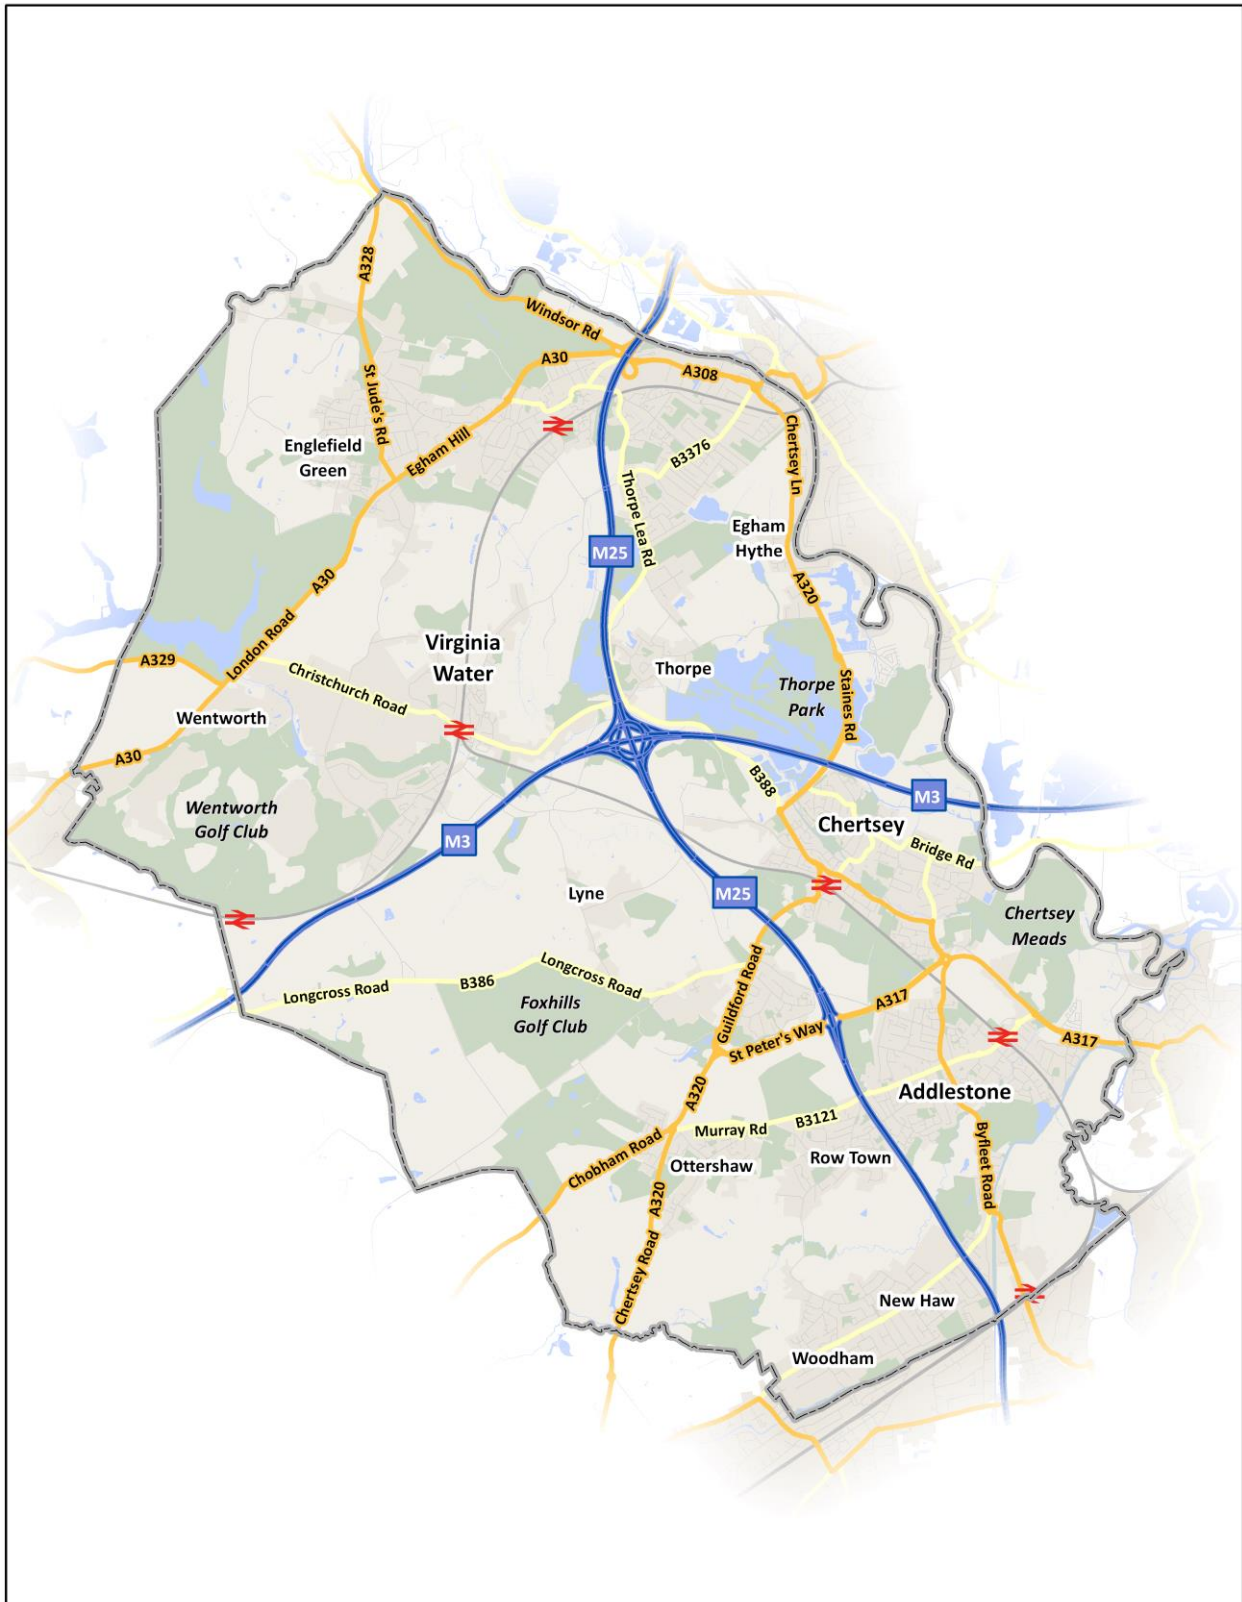 A328
Windsor Rd
A30
A308
St Jude's Rd
Chertsey Ln
Englefield
Green
Egham Hill
B3376
Thorpe Lea Rd
Egham
Hythe
M25
A30
A320
London Road
Virginia
Water
A329
Christchurch Road
Thorpe
Thorpe
Park
Staines Rd
Wentworth
A30
B388
M3
Wentworth
Golf Club
M3
Chertsey
Bridge Rd
Lyne
M25
Chertsey
Meads
Longcross Road
B386
Longcross Road
Foxhills
Golf Club
Guildford Road
A317
St Peter's Way
A317
A320
Addlestone
Murray Rd
B3121
Byfleet Road
Chobham Road
Ottershaw
Row Town
A320
Chertsey Road
New Haw
Woodham